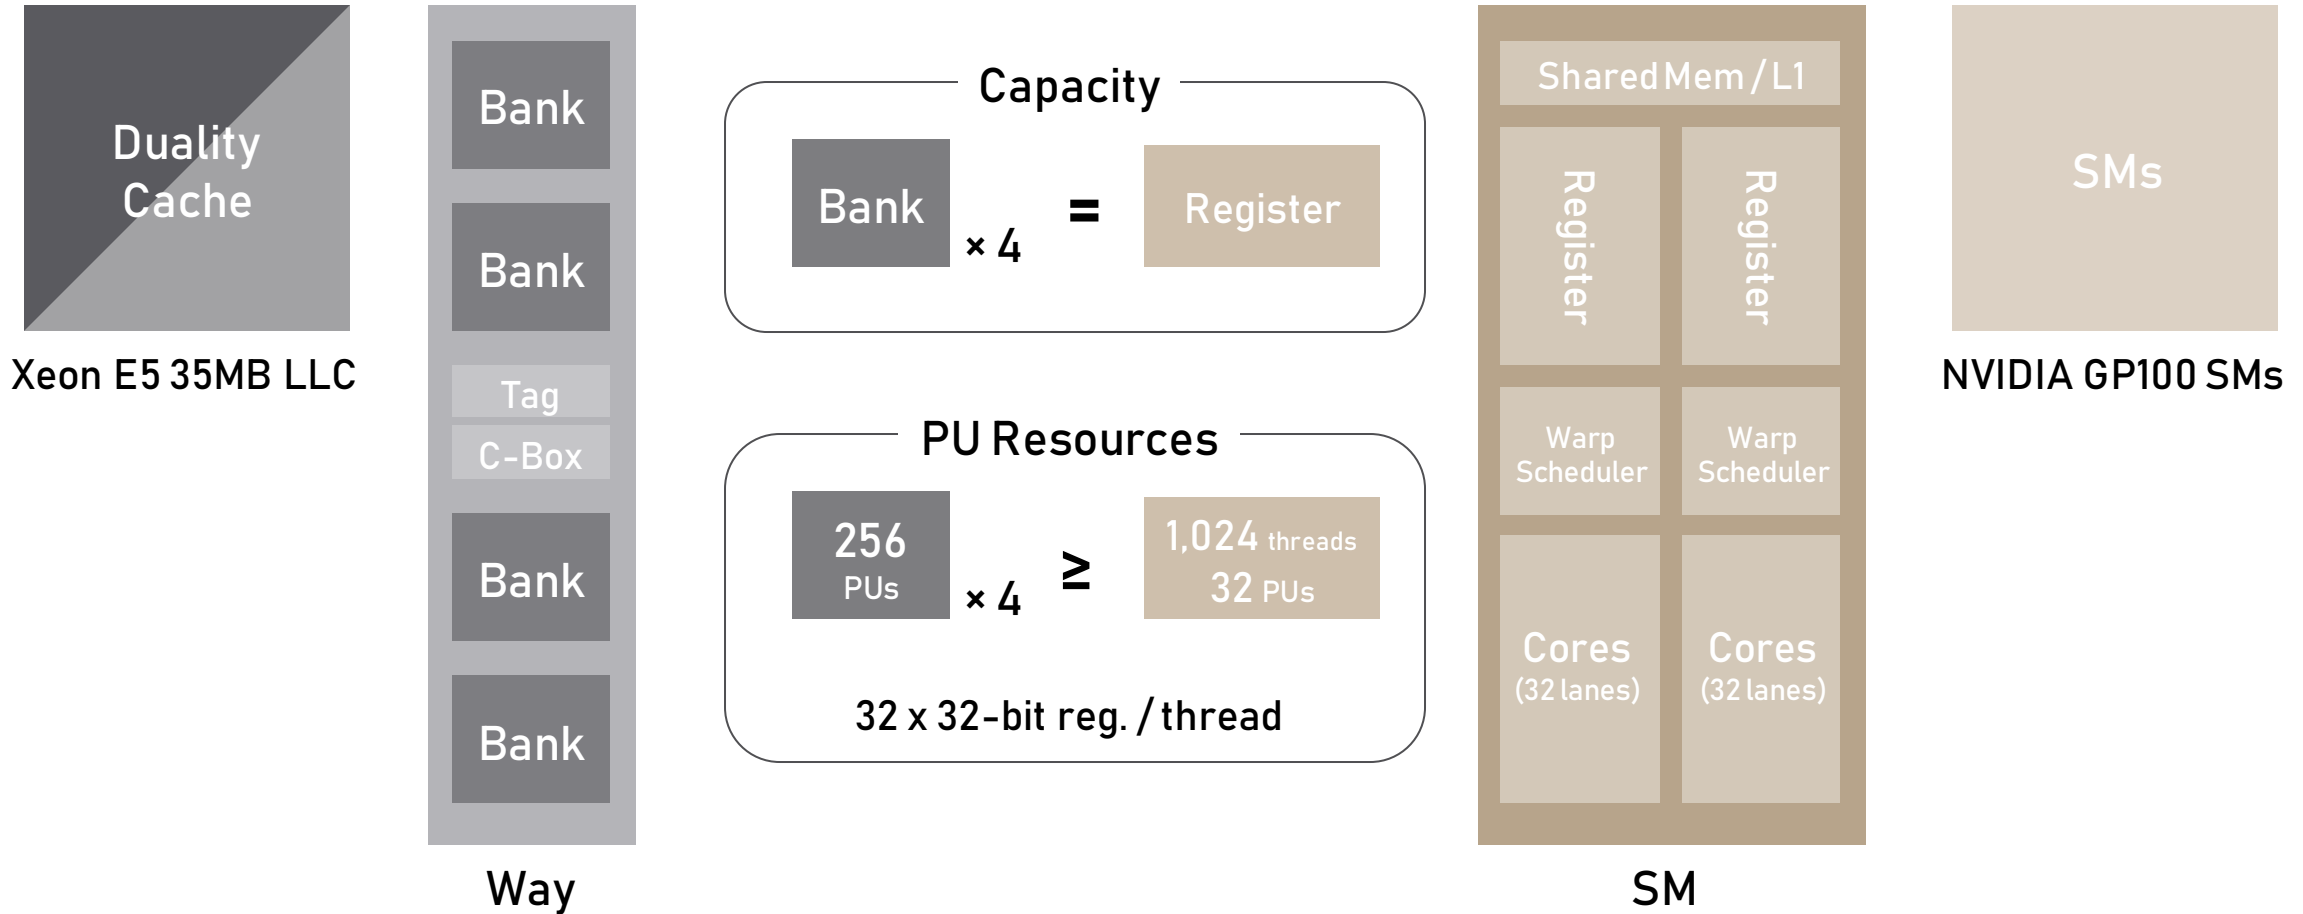 Duality
Cache
Xeon E5 35MB LLC
Bank
Bank
Tag
C-Box
Bank
Bank
Way
Capacity
Bank × 4 = Register
PU Resources
256
PUs
× 4 ≥
1,024 threads
32 PUs
32 x 32-bit reg. / thread
Shared Mem / L1
Register
Register
Warp
Scheduler
Warp
Scheduler
Cores
(32 lanes)
Cores
(32 lanes)
SM
SMs
NVIDIA GP100 SMs